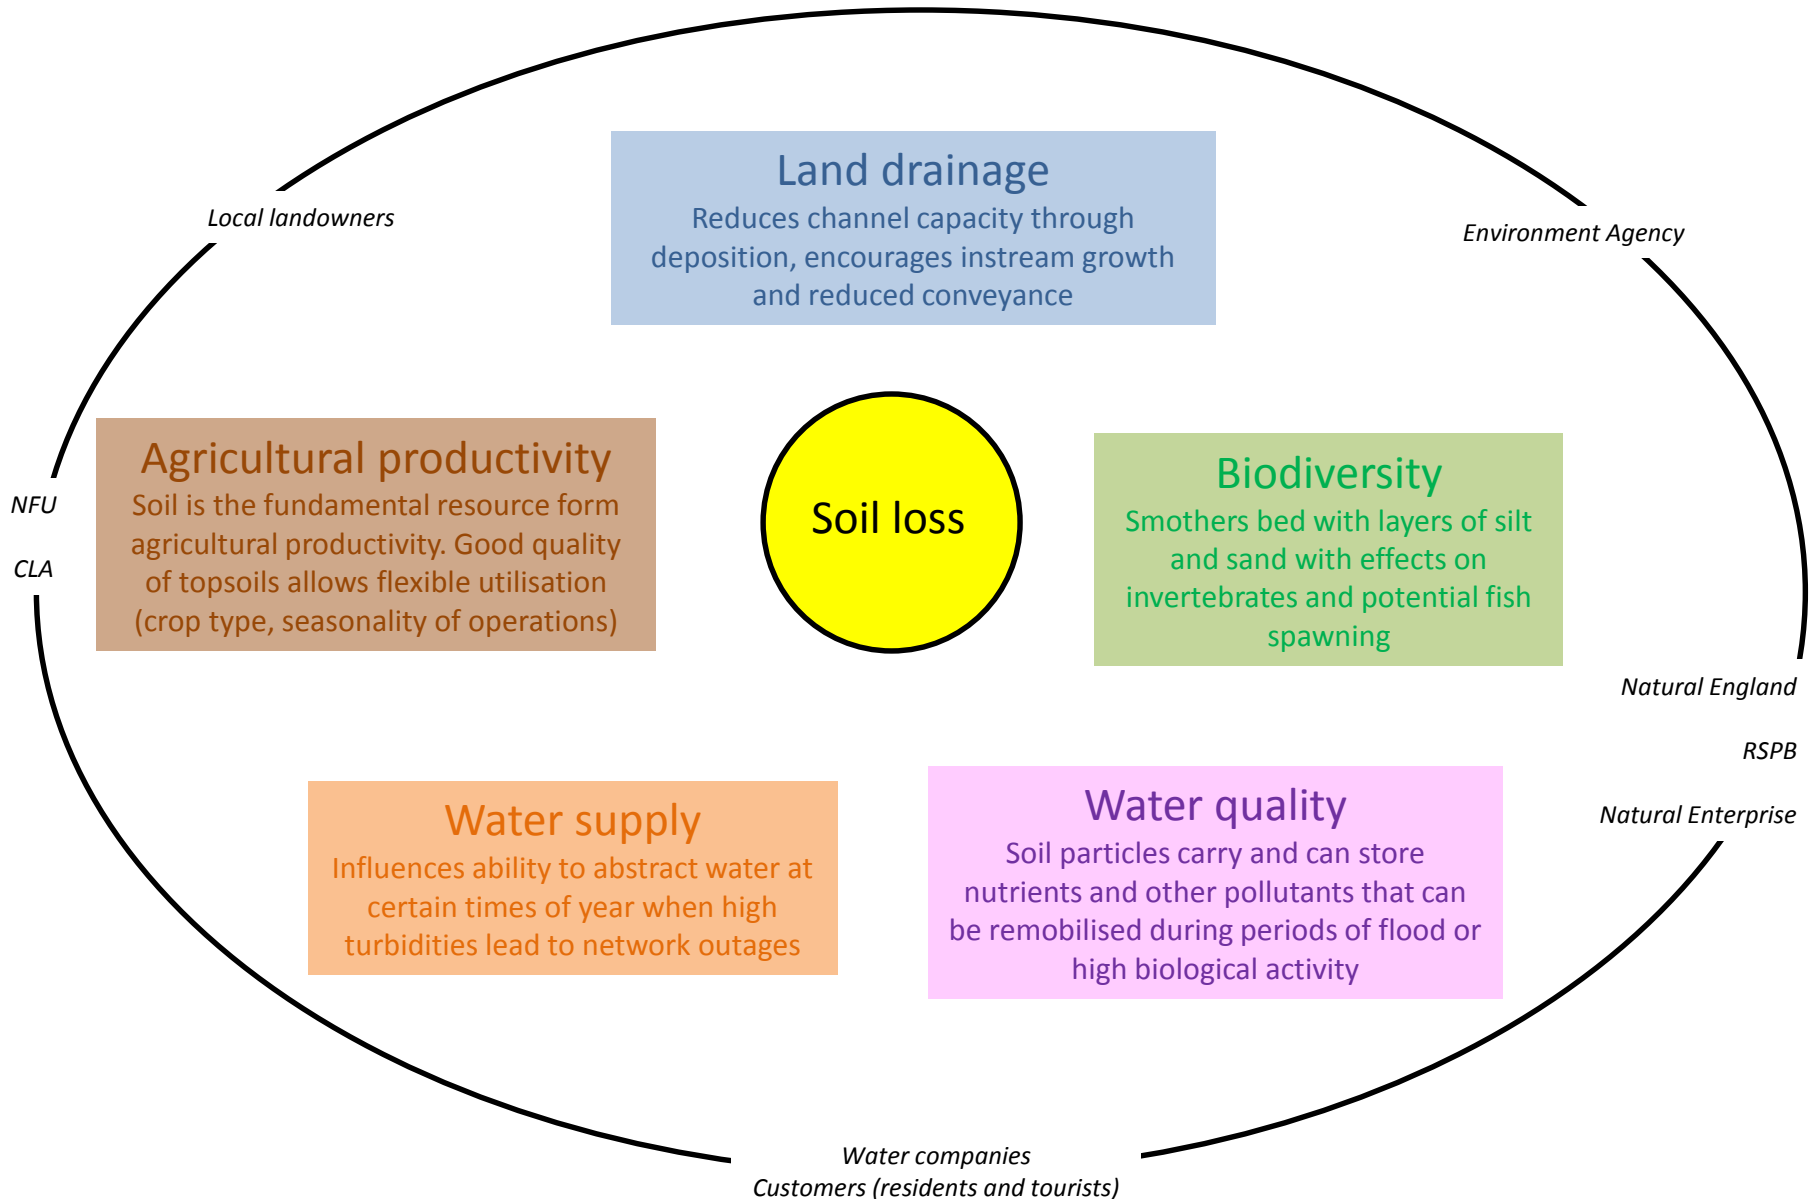 Land drainage
Reduces channel capacity through
deposition, encourages instream growth
and reduced conveyance
Local landowners
Environment Agency
Agricultural productivity
Soil is the fundamental resource form
agricultural productivity. Good quality
of topsoils allows flexible utilisation
(crop type, seasonality of operations)
NFU
CLA
Soil loss
Biodiversity
Smothers bed with layers of silt
and sand with effects on
invertebrates and potential fish
spawning
Natural England
RSPB
Natural Enterprise
Water supply
Influences ability to abstract water at
certain times of year when high
turbidities lead to network outages
Water quality
Soil particles carry and can store
nutrients and other pollutants that can
be remobilised during periods of flood or
high biological activity
Water companies
Customers (residents and tourists)